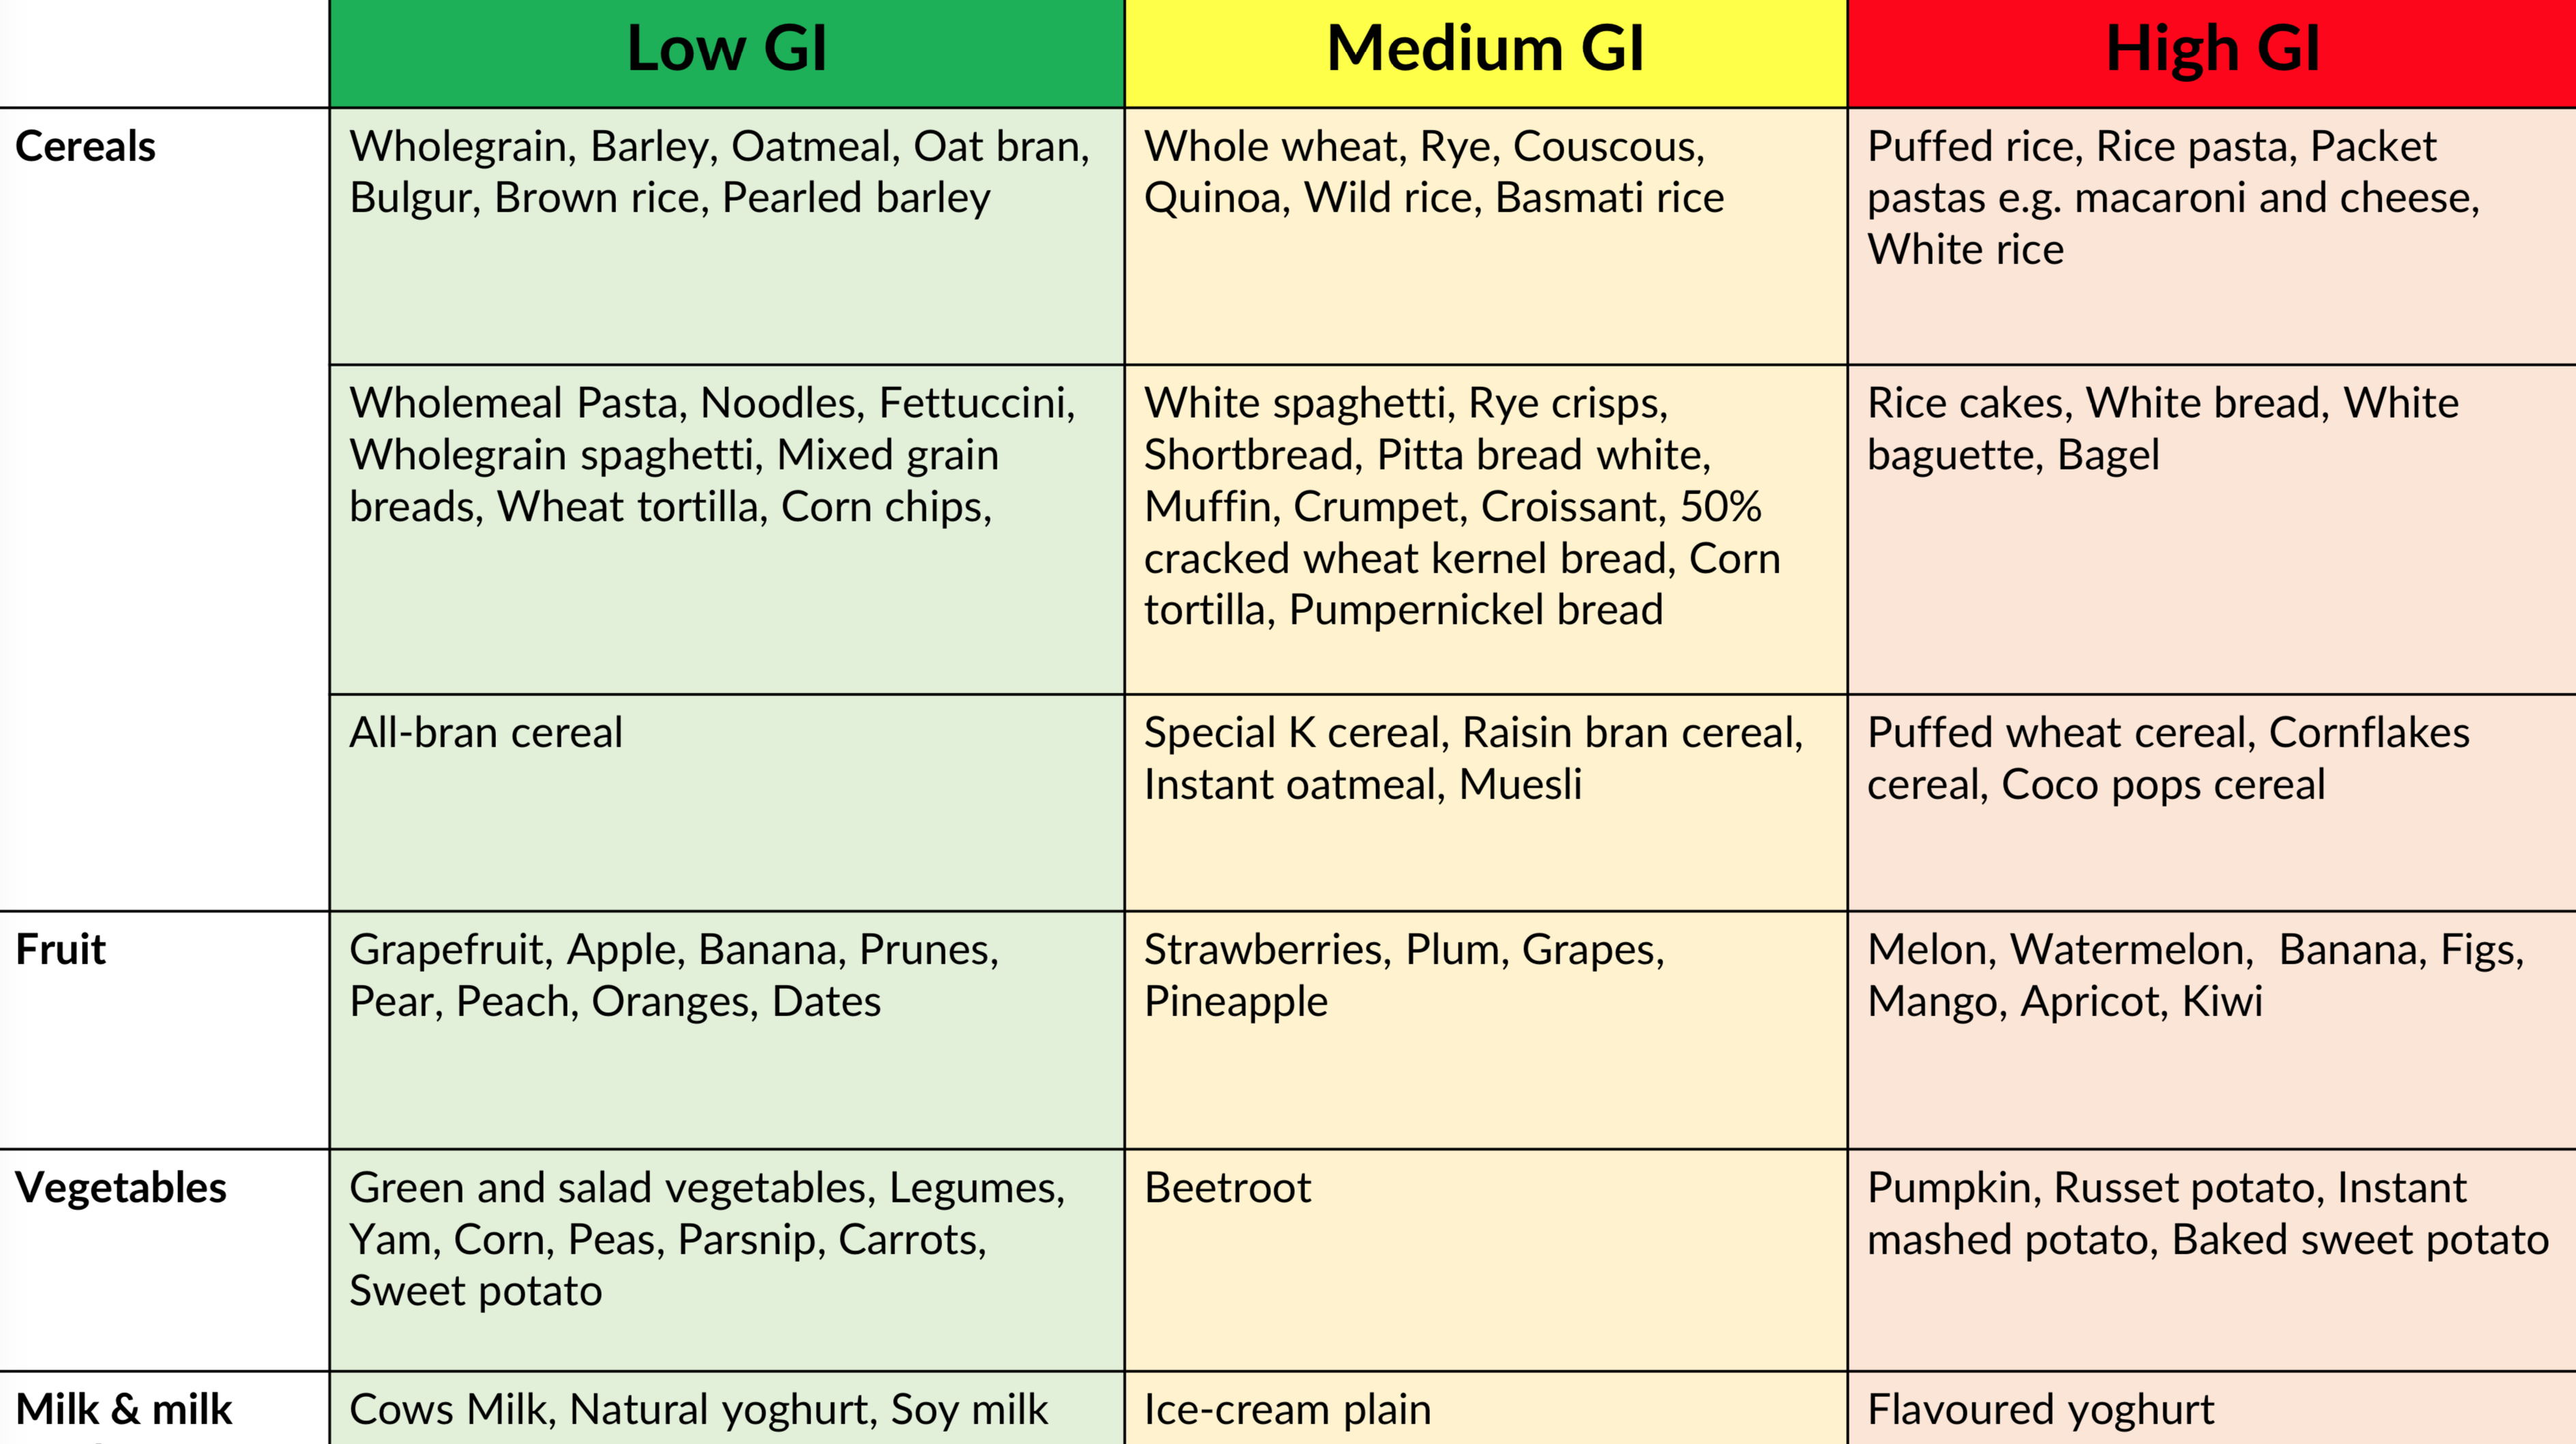 Low GI
Medium GI
High GI
Cereals
Wholegrain, Barley, Oatmeal, Oat bran,
Bulgur, Brown rice, Pearled barley
Whole wheat, Rye, Couscous,
Quinoa, Wild rice, Basmati rice
Puffed rice, Rice pasta, Packet
pastas e.g. macaroni and cheese,
White rice
Wholemeal Pasta, Noodles, Fettuccini,
Wholegrain spaghetti, Mixed grain
breads, Wheat tortilla, Corn chips,
White spaghetti, Rye crisps,
Shortbread, Pitta bread white,
Muffin, Crumpet, Croissant, 50%
cracked wheat kernel bread, Corn
tortilla, Pumpernickel bread
Rice cakes, White bread, White
baguette, Bagel
All-bran cereal
Special K cereal, Raisin bran cereal,
Instant oatmeal, Muesli
Puffed wheat cereal, Cornflakes
cereal, Coco pops cereal
Fruit
Grapefruit, Apple, Banana, Prunes,
Pear, Peach, Oranges, Dates
Strawberries, Plum, Grapes,
Pineapple
Melon, Watermelon,  Banana, Figs,
Mango, Apricot, Kiwi
Vegetables
Green and salad vegetables, Legumes,
Yam, Corn, Peas, Parsnip, Carrots,
Sweet potato
Beetroot
Pumpkin, Russet potato, Instant
mashed potato, Baked sweet potato
Milk & milk
Cows Milk, Natural yoghurt, Soy milk
Ice-cream plain
Flavoured yoghurt